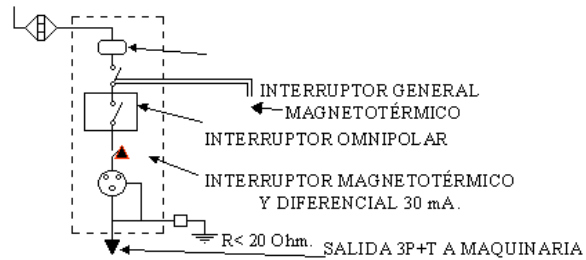 INTERRUPTOR GENERAL
MAGNETOTÉRMICO
INTERRUPTOR OMNIPOLAR
INTERRUPTOR MAGNETOTÉRMICO
Y DIFERENCIAL 30 mA.
R< 20 Ohm.
SALIDA 3P+T A MAQUINARIA